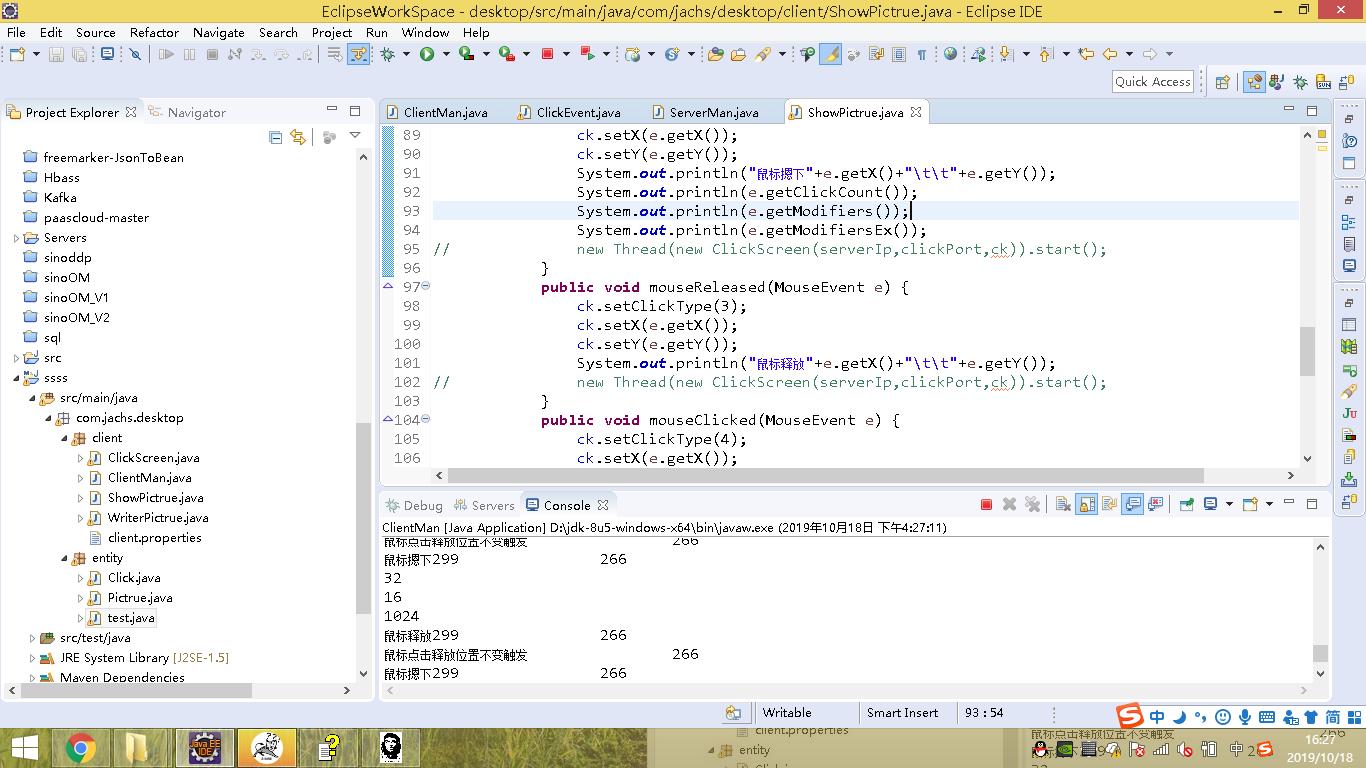 EclipseWorkSpace - desktop/src/main/java/com/jachs/desktop/client/ShowPictrue.java - Eclipse IDE
File Edit Source Refactor Navigate Search Project Run Window Help
Quick Access
Project Explorer Navigator
freemarker-JsonToBean
Hbass
Kafka
paascloud-master
Servers
sinoddp
sinoOM
sinoOM_V1
sinoOM_V2
sql
src
ssss
src/main/java
com.jachs.desktop
client
ClickScreen.java
ClientMan.java
ShowPictrue.java
WriterPictrue.java
client.properties
entity
Click.java
Pictrue.java
test.java
src/test/java
JRE System Library [J2SE-1.5]
Maven Dependencies
ClientMan.java ClickEvent.java ServerMan.java ShowPictrue.java
89 ck.setX(e.getX());
90 ck.setY(e.getY());
91 System.out.println("鼠标摁下"+e.getX()+"\t\t"+e.getY());
92 System.out.println(e.getClickCount());
93 System.out.println(e.getModifiers());
94 System.out.println(e.getModifiersEx());
95 // new Thread(new ClickScreen(serverIp,clickPort,ck)).start();
96 }
97 public void mouseReleased(MouseEvent e) {
98 ck.setClickType(3);
99 ck.setX(e.getX());
100 ck.setY(e.getY());
101 System.out.println("鼠标释放"+e.getX()+"\t\t"+e.getY());
102 // new Thread(new ClickScreen(serverIp,clickPort,ck)).start();
103 }
104 public void mouseClicked(MouseEvent e) {
105 ck.setClickType(4);
106 ck.setX(e.getX());
Debug Servers Console
ClientMan [Java Application] D:\jdk-8u5-windows-x64\bin\javaw.exe (2019年10月18日 下午4:27:11)
鼠标点击释放位置不变触发 266
鼠标摁下299 266
32
16
1024
鼠标释放299 266
鼠标点击释放位置不变触发 266
鼠标摁下299 266
Writable Smart Insert 93 : 54
中 简
client.properties
entity
鼠标点击释放位置不变触发
16:27
2019/10/18